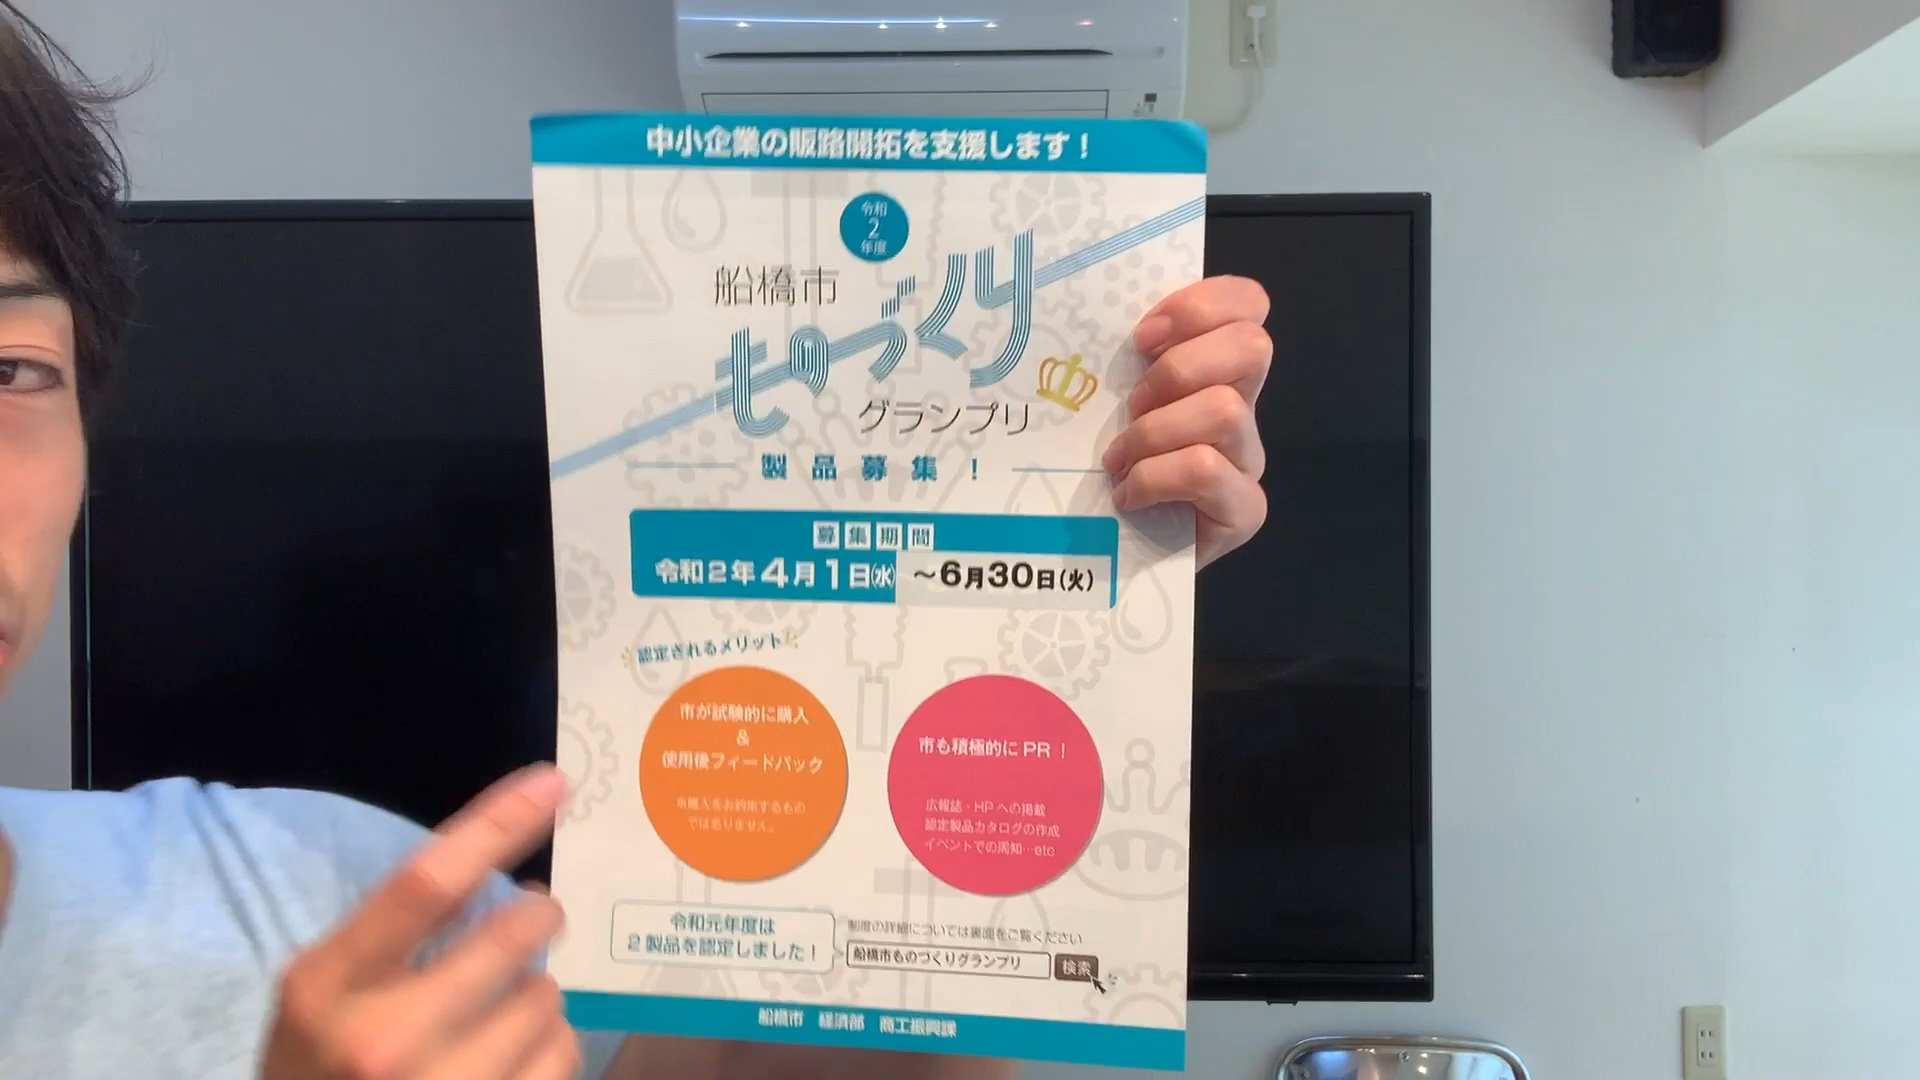 中小企業の販路開拓を支援します！
令和
2
年度
船橋市
ものづくり
グランプリ
製品募集！
募集期間
令和2年4月1日(水)～6月30日(火)
認定されるメリット
市が試験的に購入
&
使用後フィードバック
※購入をお約束するもの
ではありません。
市も積極的にPR！
広報誌・HPへの掲載
認定製品カタログの作成
イベントでの周知…etc
令和元年度は
2製品を認定しました！
制度の詳細については裏面をご覧ください
船橋市ものづくりグランプリ 検索
船橋市 経済部 商工振興課